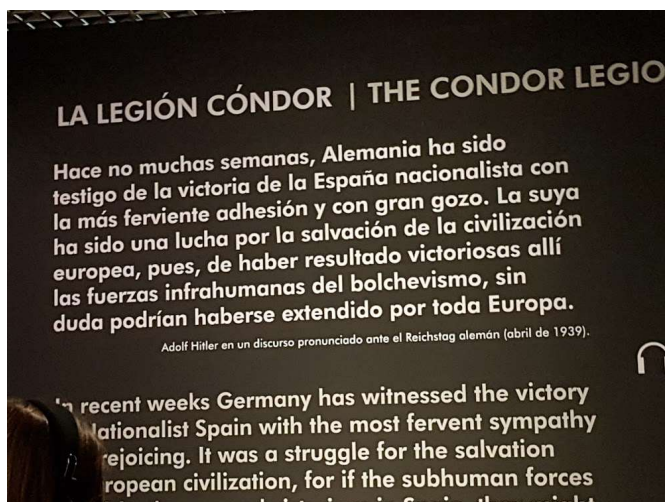 LA LEGIÓN CÓNDOR | THE CONDOR LEGIO
Hace no muchas semanas, Alemania ha sido
testigo de la victoria de la España nacionalista con
la más ferviente adhesión y con gran gozo. La suya
ha sido una lucha por la salvación de la civilización
europea, pues, de haber resultado victoriosas allí
las fuerzas infrahumanas del bolchevismo, sin
duda podrían haberse extendido por toda Europa.
Adolf Hitler en un discurso pronunciado ante el Reichstag alemán (abril de 1939).
In recent weeks Germany has witnessed the victory
ationalist Spain with the most fervent sympathy
rejoicing. It was a struggle for the salvation
ropean civilization, for if the subhuman forces